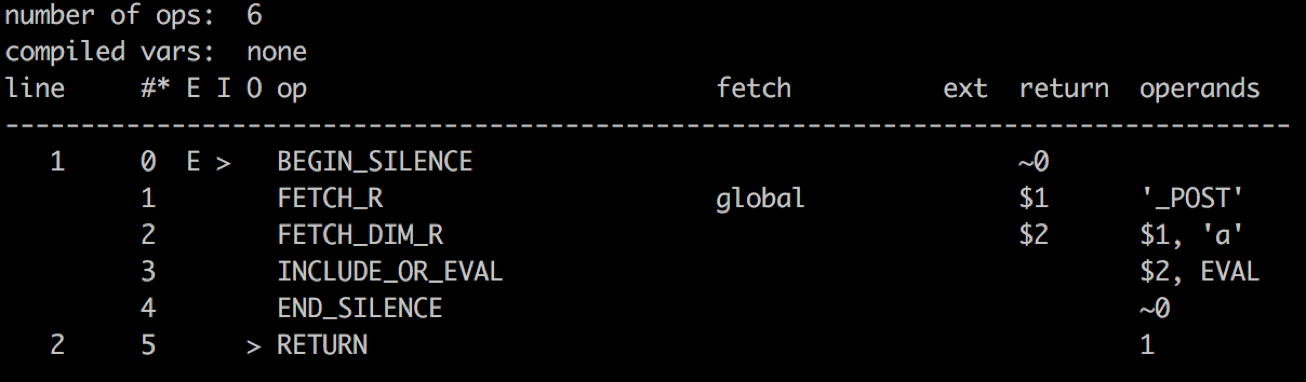 number of ops:  6
compiled vars:  none
line     #* E I O op                           fetch          ext  return  operands
-------------------------------------------------------------------------------------
   1     0  E >   BEGIN_SILENCE                                    ~0
         1        FETCH_R                      global              $1      '_POST'
         2        FETCH_DIM_R                                      $2      $1, 'a'
         3        INCLUDE_OR_EVAL                                          $2, EVAL
         4        END_SILENCE                                              ~0
   2     5      > RETURN                                                   1